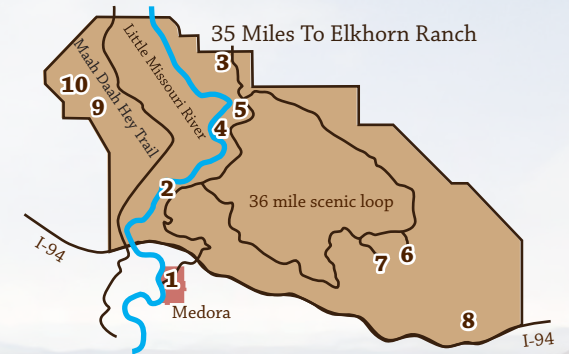 35 Miles To Elkhorn Ranch
3
Little Missouri River
Maah Daah Hey Trail
10
9
5
4
2
36 mile scenic loop
I-94
6
7
1
Medora
8
I-94